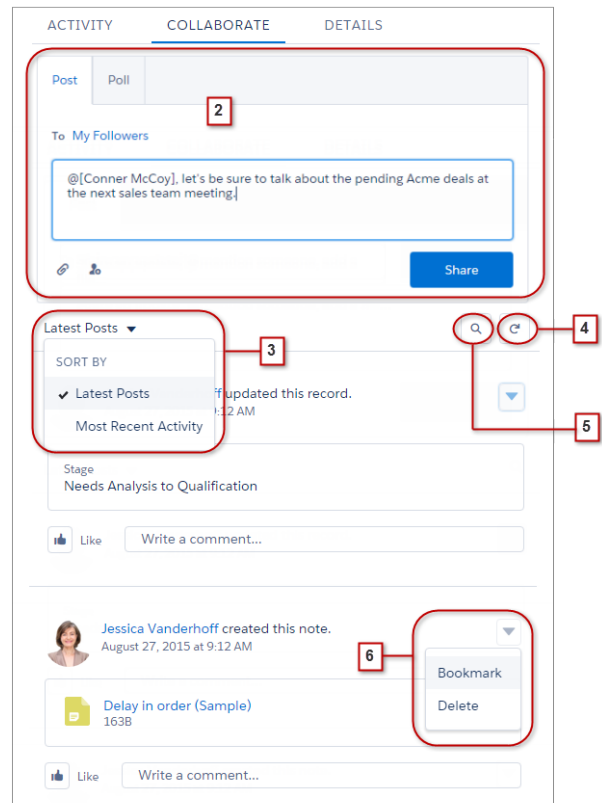 ACTIVITY COLLABORATE DETAILS
Post Poll
2
To My Followers
@[Conner McCoy], let's be sure to talk about the pending Acme deals at
the next sales team meeting.
Share
Latest Posts
4
3
SORT BY
Latest Posts
ff updated this record.
:12 AM
Most Recent Activity
5
Stage
Needs Analysis to Qualification
Like Write a comment...
Jessica Vanderhoff created this note.
August 27, 2015 at 9:12 AM
6
Bookmark
Delay in order (Sample)
Delete
163B
Like Write a comment...